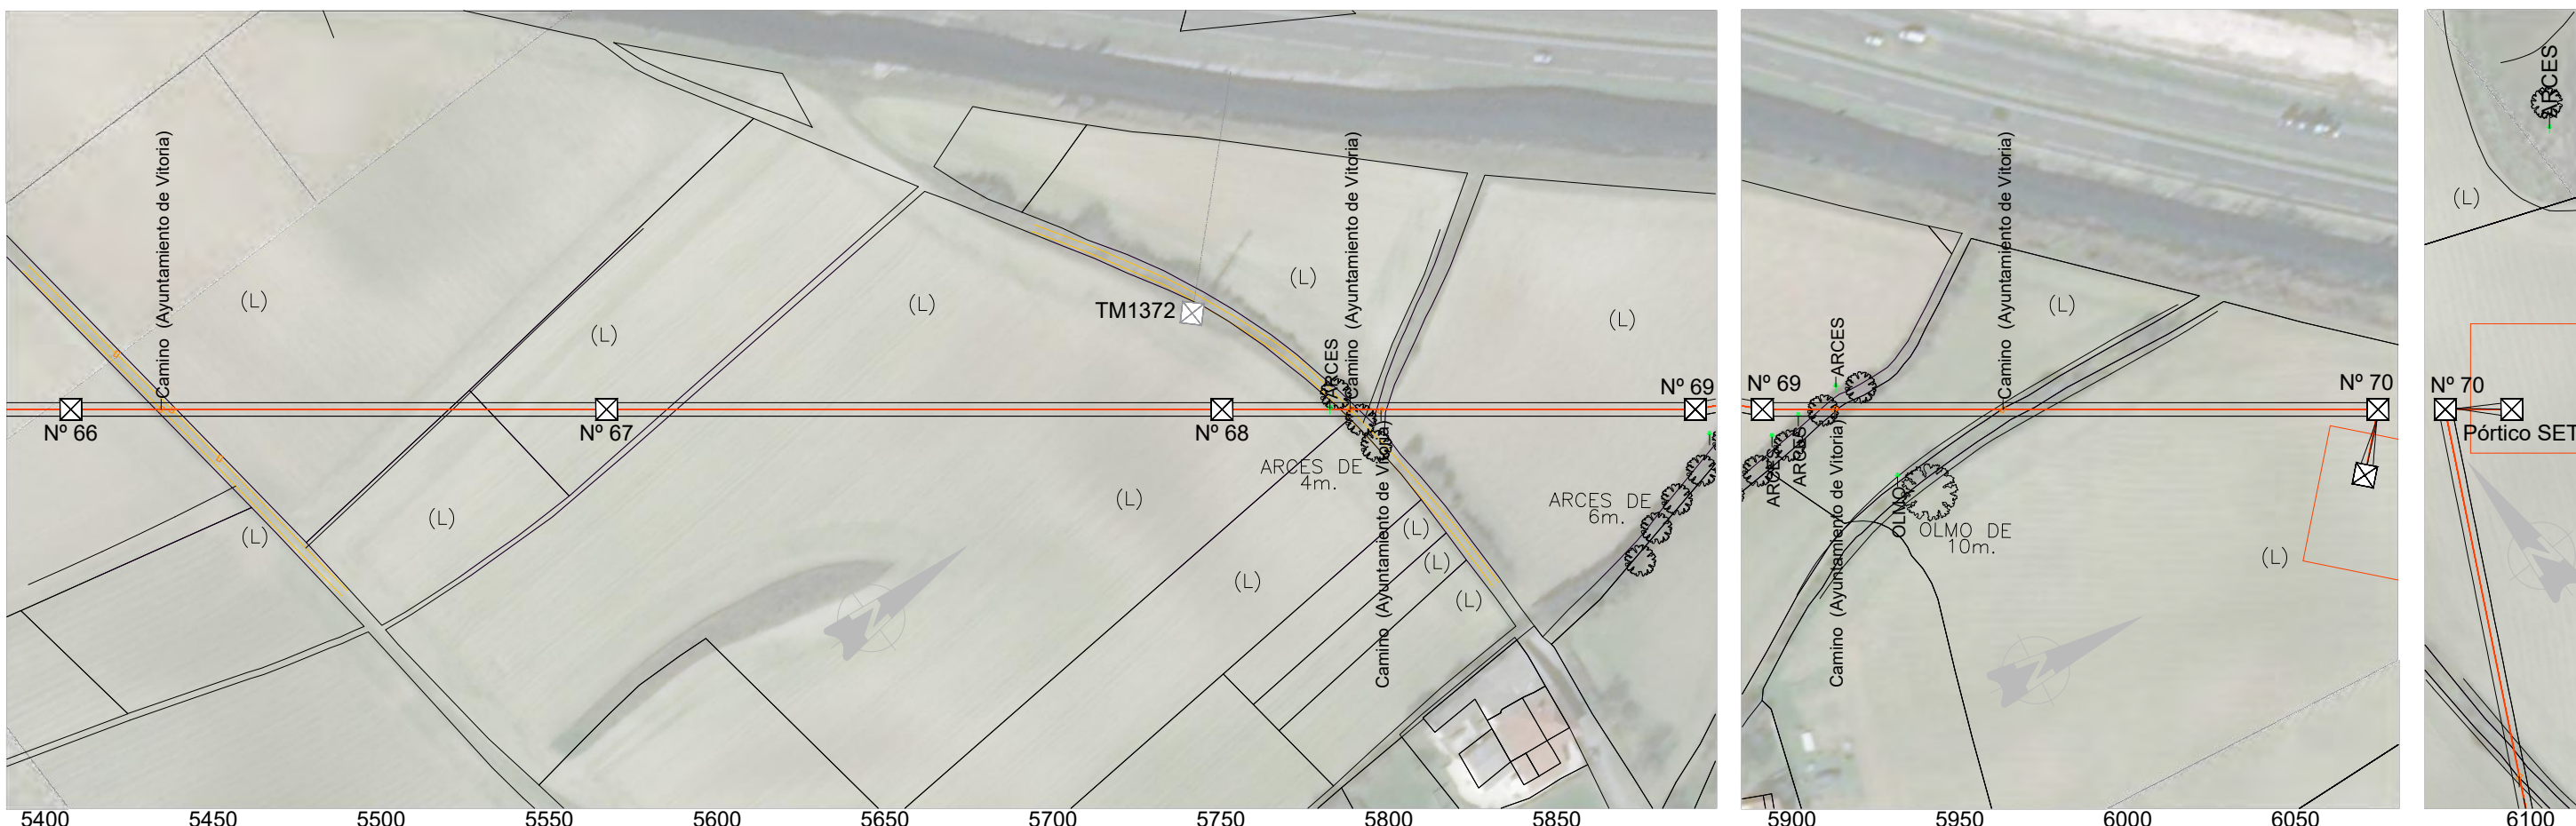 ARCES
Camino (Ayuntamiento de Vitoria)
Camino (Ayuntamiento de Vitoria)
Camino (Ayuntamiento de Vitoria)
(L)
(L)
(L)
(L)
(L)
(L)
(L)
(L)
TM1372
ARCES
ARCES
Nº 66
Nº 67
Nº 68
Nº 69
Nº 69
Nº 70
Nº 70
Pórtico SET
ARCES DE
4m.
ARCES DE
6m.
ARCES
ARCES
Camino (Ayuntamiento de Vitoria)
Camino (Ayuntamiento de Vitoria)
OLMO
OLMO DE
10m.
(L)
(L)
(L)
(L)
(L)
(L)
(L)
(L)
5400
5450
5500
5550
5600
5650
5700
5750
5800
5850
5900
5950
6000
6050
6100